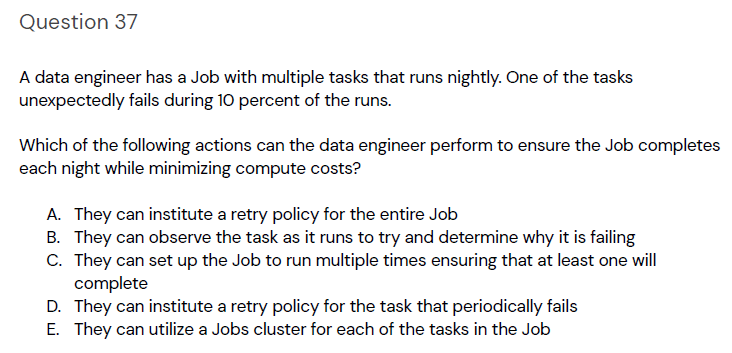 Question 37
A data engineer has a Job with multiple tasks that runs nightly. One of the tasks
unexpectedly fails during 10 percent of the runs.
Which of the following actions can the data engineer perform to ensure the Job completes
each night while minimizing compute costs?
A. They can institute a retry policy for the entire Job
B. They can observe the task as it runs to try and determine why it is failing
C. They can set up the Job to run multiple times ensuring that at least one will
complete
D. They can institute a retry policy for the task that periodically fails
E. They can utilize a Jobs cluster for each of the tasks in the Job